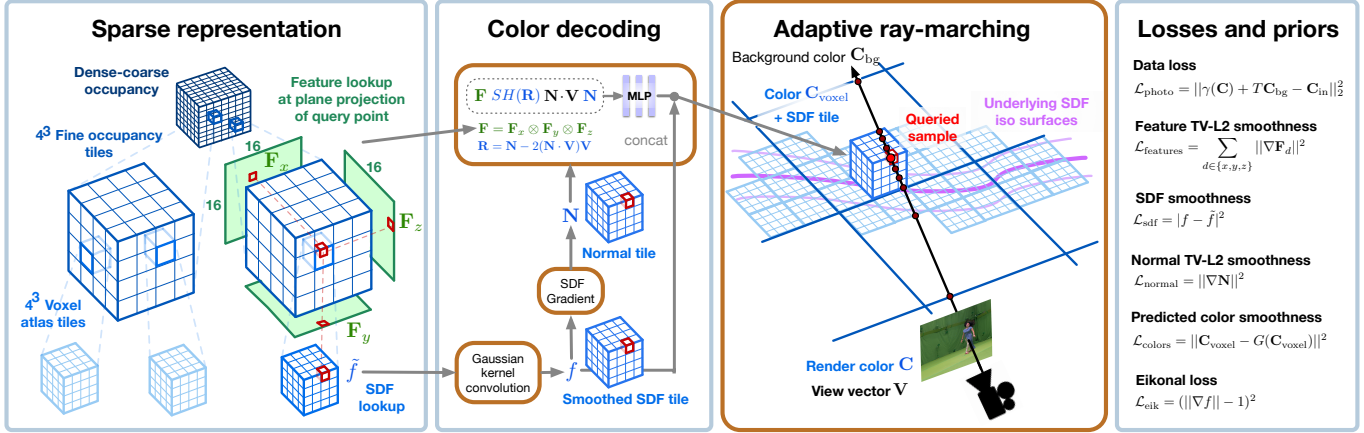 Sparse representation
Dense-coarse
occupancy
Feature lookup
at plane projection
of query point
4³ Fine occupancy
tiles
16
F_x
16
16
F_z
16
4³ Voxel
atlas tiles
F_y
f̃
SDF
lookup
Color decoding
F SH(R) N·V N
MLP
F = F_x ⊗ F_y ⊗ F_z
R = N − 2(N · V)V
concat
N
Normal tile
SDF
Gradient
Gaussian
kernel
convolution
f
Smoothed SDF tile
Adaptive ray-marching
Background color C_bg
Color C_voxel
+ SDF tile
Underlying SDF
iso surfaces
Queried
sample
Render color C
View vector V
Losses and priors
Data loss
ℒ_photo = ||γ(C) + TC_bg − C_in||₂²
Feature TV-L2 smoothness
ℒ_features = ∑_{d∈{x,y,z}} ||∇F_d||²
SDF smoothness
ℒ_sdf = |f − f̃|²
Normal TV-L2 smoothness
ℒ_normal = ||∇N||²
Predicted color smoothness
ℒ_colors = ||C_voxel − G(C_voxel)||²
Eikonal loss
ℒ_eik = (||∇f|| − 1)²